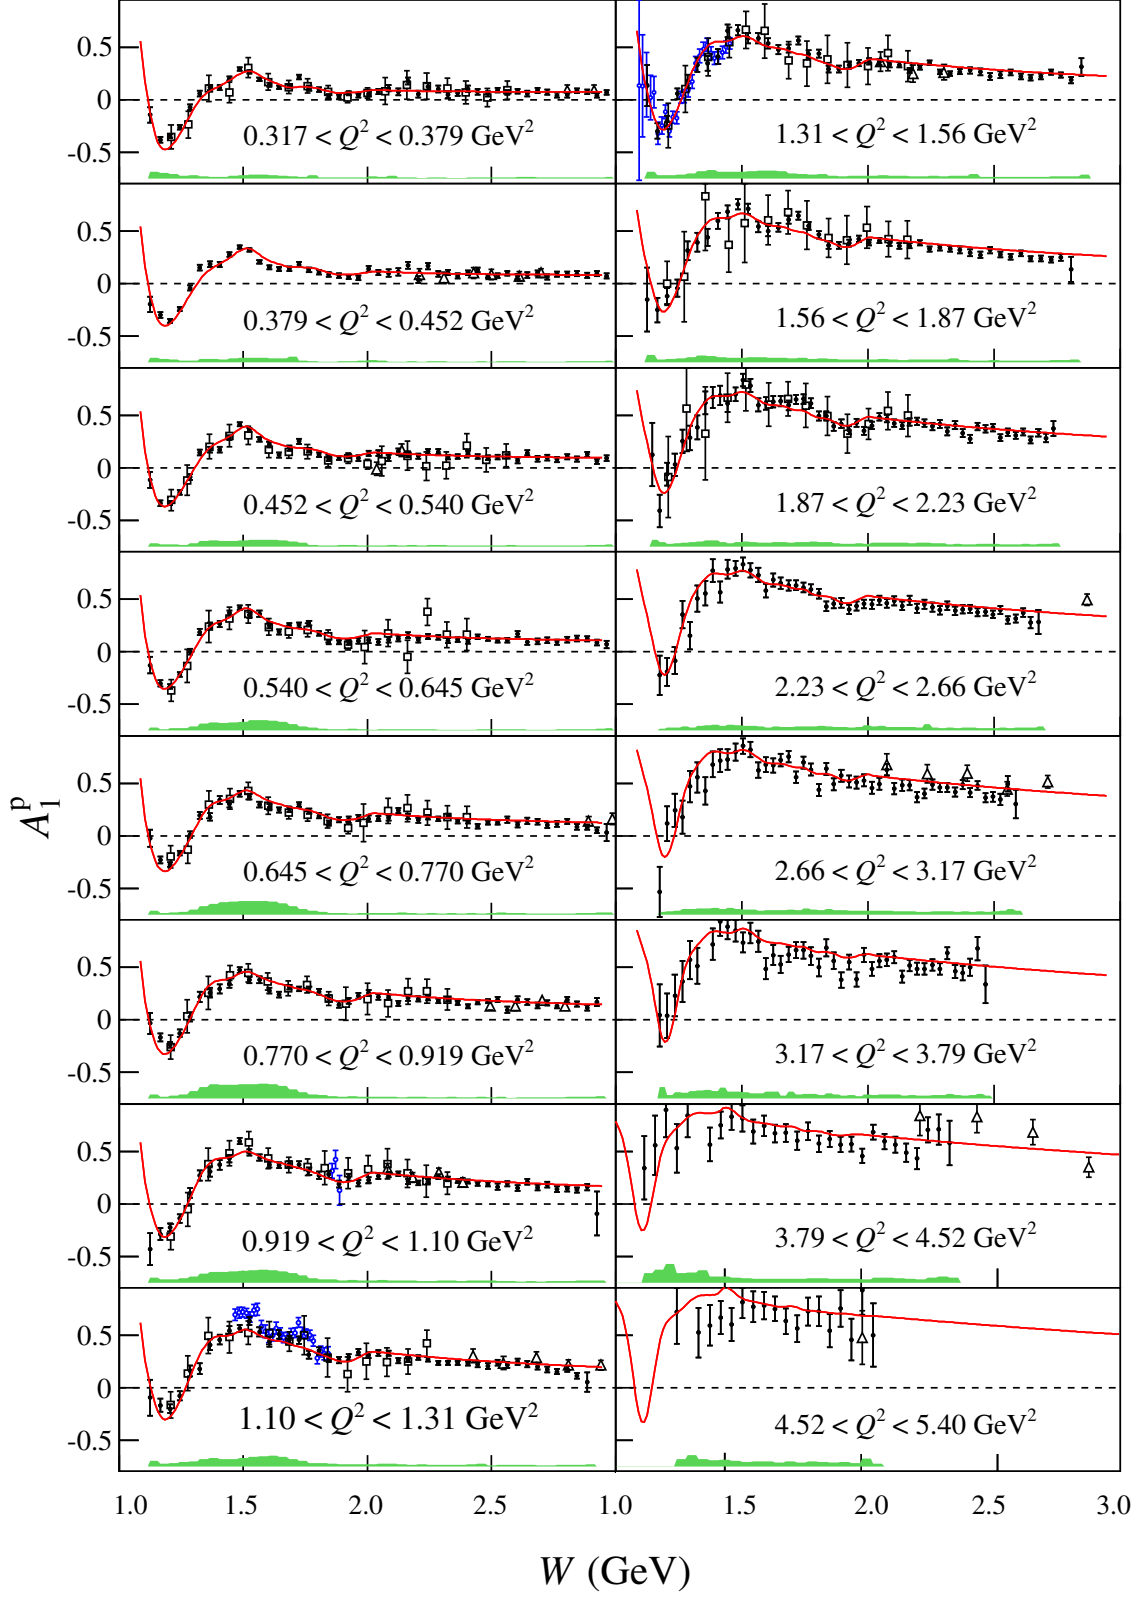 0.5
0
-0.5
0.317 < Q² < 0.379 GeV²
1.31 < Q² < 1.56 GeV²
0.5
0
-0.5
0.379 < Q² < 0.452 GeV²
1.56 < Q² < 1.87 GeV²
0.5
0
-0.5
0.452 < Q² < 0.540 GeV²
1.87 < Q² < 2.23 GeV²
0.5
0
-0.5
0.540 < Q² < 0.645 GeV²
2.23 < Q² < 2.66 GeV²
A₁ᵖ
0.5
0
-0.5
0.645 < Q² < 0.770 GeV²
2.66 < Q² < 3.17 GeV²
0.5
0
-0.5
0.770 < Q² < 0.919 GeV²
3.17 < Q² < 3.79 GeV²
0.5
0
-0.5
0.919 < Q² < 1.10 GeV²
3.79 < Q² < 4.52 GeV²
0.5
0
-0.5
1.10 < Q² < 1.31 GeV²
4.52 < Q² < 5.40 GeV²
1.0 1.5 2.0 2.5 1.0 1.5 2.0 2.5 3.0
W (GeV)